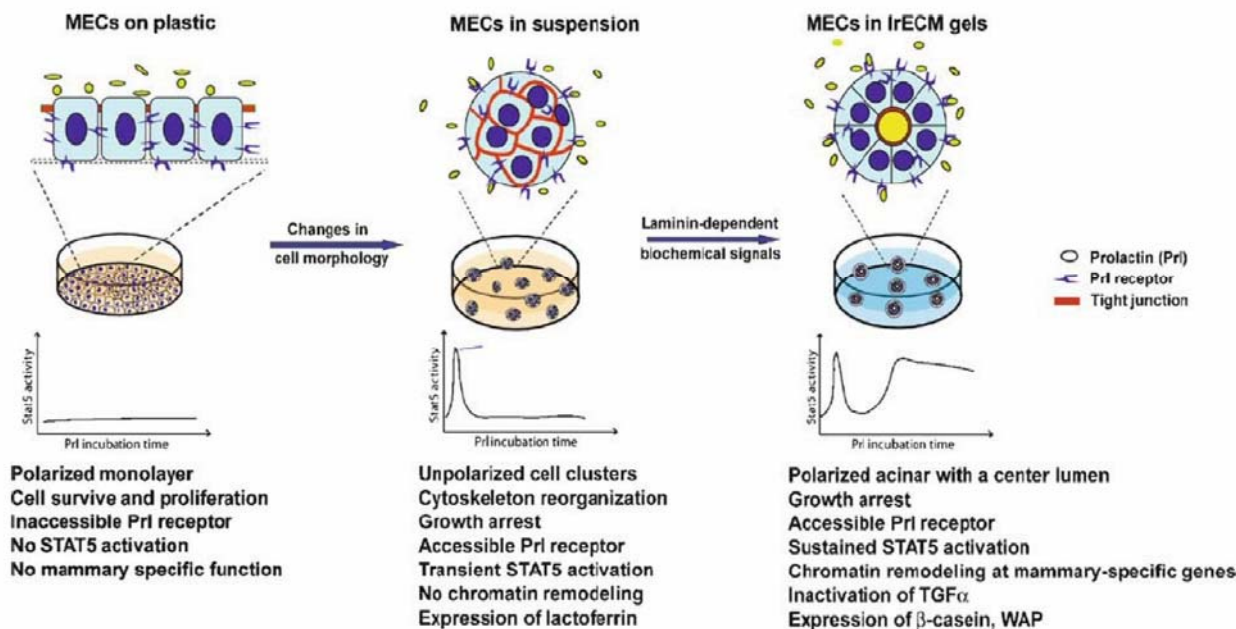 MECs on plastic
MECs in suspension
MECs in lrECM gels
Changes in
cell morphology
Laminin-dependent
biochemical signals
Prolactin (Prl)
Prl receptor
Tight junction
Stat5 activity
Prl incubation time
Stat5 activity
Prl incubation time
Stat5 activity
Prl incubation time
Polarized monolayer
Cell survive and proliferation
Inaccessible Prl receptor
No STAT5 activation
No mammary specific function
Unpolarized cell clusters
Cytoskeleton reorganization
Growth arrest
Accessible Prl receptor
Transient STAT5 activation
No chromatin remodeling
Expression of lactoferrin
Polarized acinar with a center lumen
Growth arrest
Accessible Prl receptor
Sustained STAT5 activation
Chromatin remodeling at mammary-specific genes
Inactivation of TGFα
Expression of β-casein, WAP